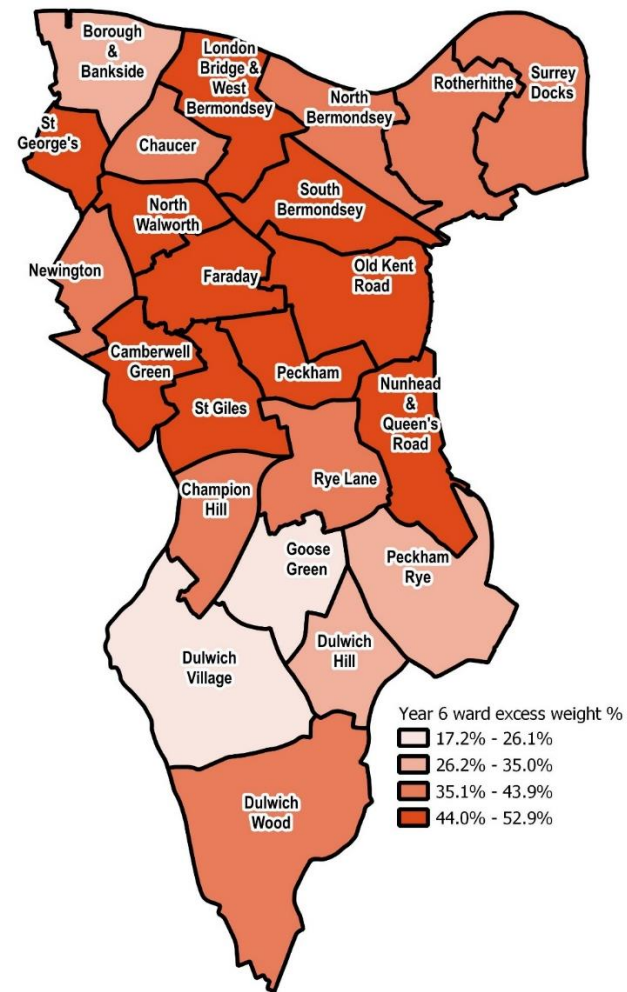 Borough
&
Bankside
London
Bridge &
West
Bermondsey
North
Bermondsey
Rotherhithe
Surrey
Docks
St
George's
Chaucer
South
Bermondsey
North
Walworth
Newington
Faraday
Old Kent
Road
Camberwell
Green
Peckham
Nunhead
&
Queen's
Road
St Giles
Champion
Hill
Rye Lane
Goose
Green
Peckham
Rye
Dulwich
Village
Dulwich
Hill
Dulwich
Wood
Year 6 ward excess weight %
17.2% - 26.1%
26.2% - 35.0%
35.1% - 43.9%
44.0% - 52.9%